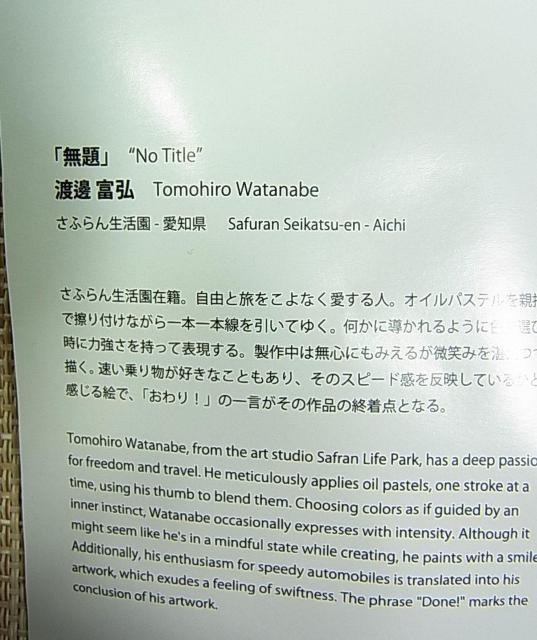 「無題」 “No Title”
渡邊 富弘 Tomohiro Watanabe
さふらん生活園 - 愛知県 Safuran Seikatsu-en - Aichi
さふらん生活園在籍。自由と旅をこよなく愛する人。オイルパステルを親指
で擦り付けながら一本一本線を引いてゆく。何かに導かれるように色を選び
時に力強さを持って表現する。製作中は無心にもみえるが微笑みを
描く。速い乗り物が好きなこともあり、そのスピード感を反映しているかと
感じる絵で、「おわり！」の一言がその作品の終着点となる。
Tomohiro Watanabe, from the art studio Safran Life Park, has a deep passio
for freedom and travel. He meticulously applies oil pastels, one stroke at a
time, using his thumb to blend them. Choosing colors as if guided by an
inner instinct, Watanabe occasionally expresses with intensity. Although it
might seem like he's in a mindful state while creating, he paints with a smile
Additionally, his enthusiasm for speedy automobiles is translated into his
artwork, which exudes a feeling of swiftness. The phrase "Done!" marks the
conclusion of his artwork.